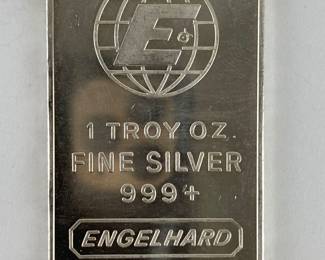 E
1 TROY OZ.
FINE SILVER
999+
ENGELHARD